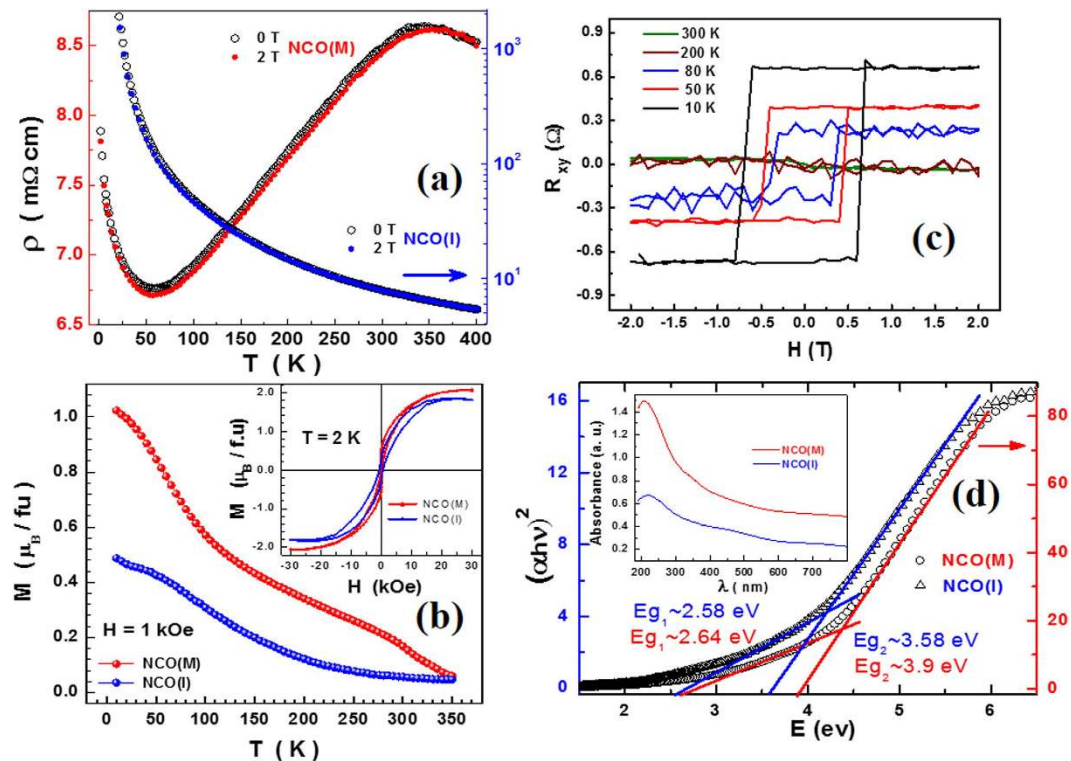 8.5
8.0
7.5
7.0
6.5
ρ ( mΩ cm)
0 T
2 T
NCO(M)
(a)
0 T
2 T
NCO(I)
10³
10²
10¹
0 50 100 150 200 250 300 350 400
T ( K )
300 K
200 K
80 K
50 K
10 K
0.9
0.6
0.3
0.0
-0.3
-0.6
-0.9
R_xy (Ω)
(c)
-2.0 -1.5 -1.0 -0.5 0.0 0.5 1.0 1.5 2.0
H (T)
1.0
0.8
0.6
0.4
0.2
0.0
M (μ_B / fu)
H = 1 kOe
NCO(M)
NCO(I)
(b)
0 50 100 150 200 250 300 350
T ( K )
2.0
1.0
0.0
-1.0
-2.0
M (μ_B / f.u)
T = 2 K
NCO(M)
NCO(I)
-30 -20 -10 0 10 20 30
H (kOe)
16
12
8
4
0
(αhν)²
80
60
40
20
0
(d)
NCO(M)
NCO(I)
Eg₁~2.58 eV
Eg₁~2.64 eV
Eg₂~3.58 eV
Eg₂~3.9 eV
2 3 4 5 6
E (ev)
1.4
1.2
1.0
0.8
0.6
0.4
0.2
Absorbance (a. u.)
NCO(M)
NCO(I)
200 300 400 500 600 700
λ ( nm)